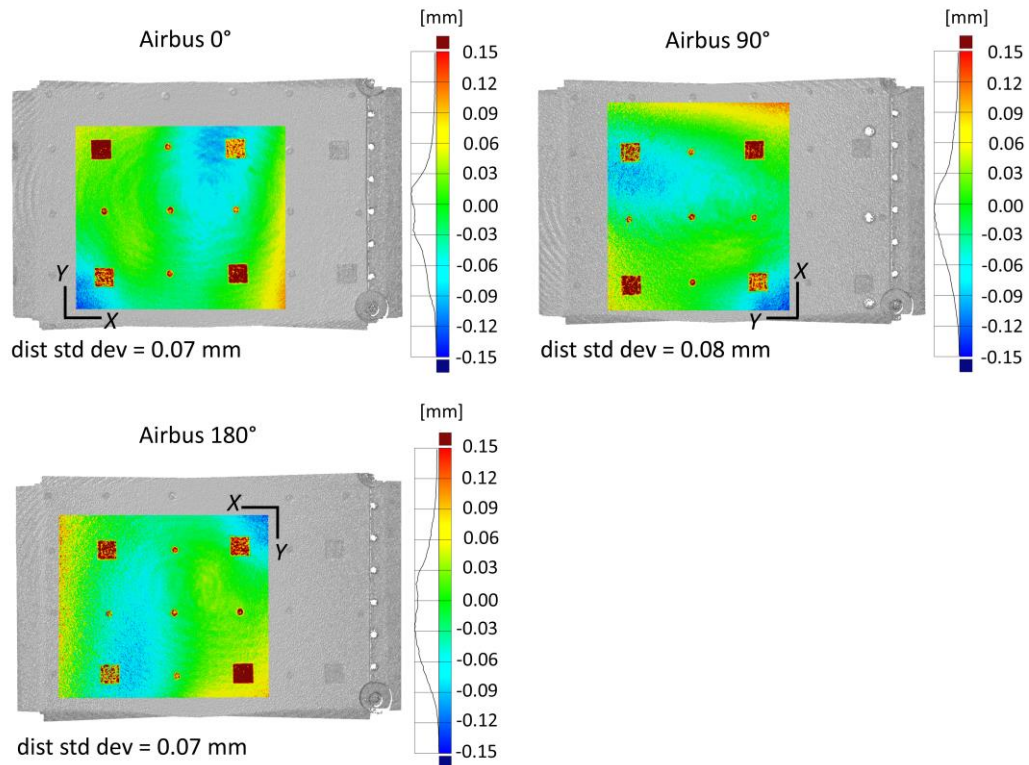 Airbus 0°
[mm]
0.15
0.12
0.09
0.06
0.03
0.00
-0.03
-0.06
-0.09
-0.12
-0.15
Y
X
dist std dev = 0.07 mm
Airbus 90°
[mm]
0.15
0.12
0.09
0.06
0.03
0.00
-0.03
-0.06
-0.09
-0.12
-0.15
X
Y
dist std dev = 0.08 mm
Airbus 180°
[mm]
0.15
0.12
0.09
0.06
0.03
0.00
-0.03
-0.06
-0.09
-0.12
-0.15
X
Y
dist std dev = 0.07 mm